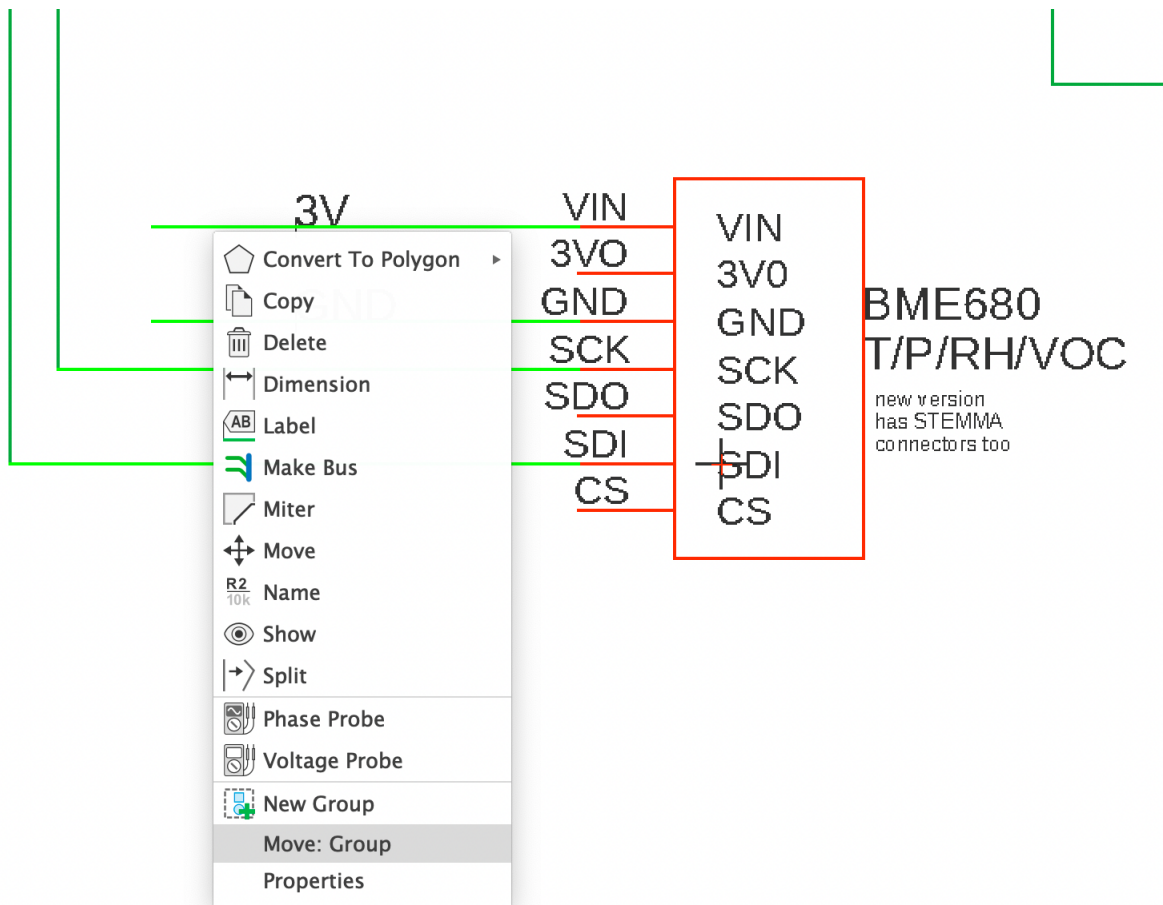 3V
GND
Convert To Polygon
Copy
Delete
Dimension
AB
Label
Make Bus
Miter
Move
R2
10k
Name
Show
Split
Phase Probe
Voltage Probe
New Group
Move: Group
Properties
VIN
3VO
GND
SCK
SDO
SDI
CS
VIN
3V0
GND
SCK
SDO
SDI
CS
BME680
T/P/RH/VOC
new version
has STEMMA
connectors too